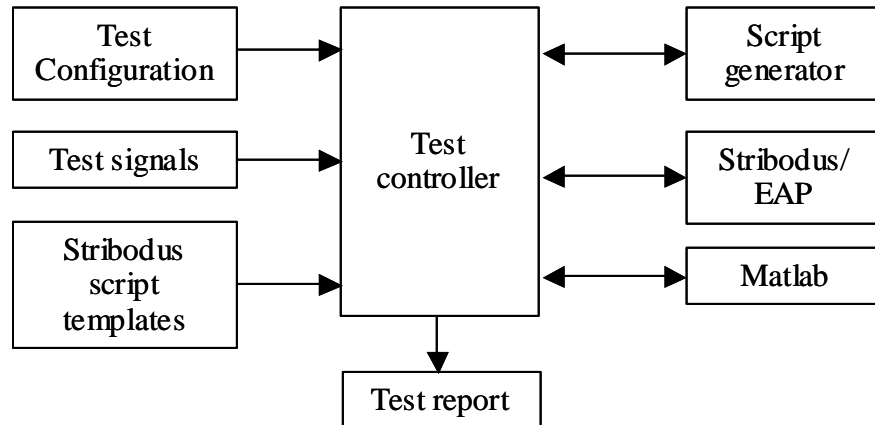 Test
Configuration
Test signals
Stribodus
script
templates
Test
controller
Script
generator
Stribodus/
EAP
Matlab
Test report